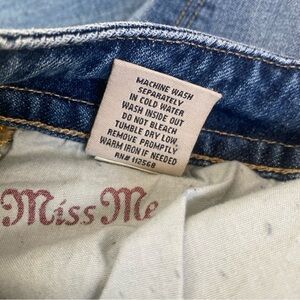 MACHINE WASH
SEPARATELY
IN COLD WATER
WASH INSIDE OUT
DO NOT BLEACH
TUMBLE DRY LOW,
REMOVE PROMPTLY
WARM IRON IF NEEDED
RN# 112568
Miss Me